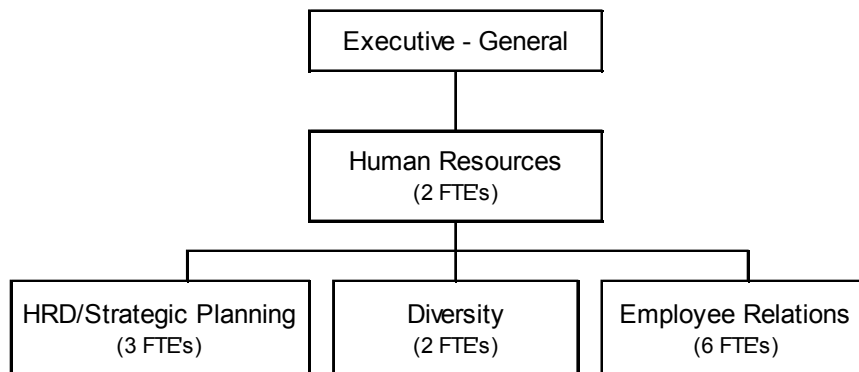 Executive - General
Human Resources
(2 FTE's)
HRD/Strategic Planning
(3 FTE's)
Diversity
(2 FTE's)
Employee Relations
(6 FTE's)